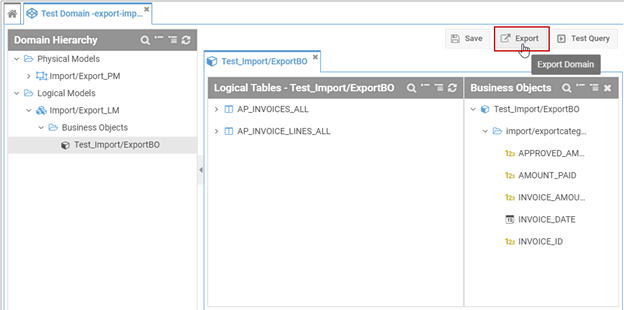 Test Domain -export-imp...
Save
Export
Test Query
Export Domain
Domain Hierarchy
Physical Models
Import/Export_PM
Logical Models
Import/Export_LM
Business Objects
Test_Import/ExportBO
Test_Import/ExportBO
Logical Tables - Test_Import/ExportBO
AP_INVOICES_ALL
AP_INVOICE_LINES_ALL
Business Objects
Test_Import/ExportBO
import/exportcateg...
123 APPROVED_AM...
123 AMOUNT_PAID
123 INVOICE_AMOU...
INVOICE_DATE
123 INVOICE_ID